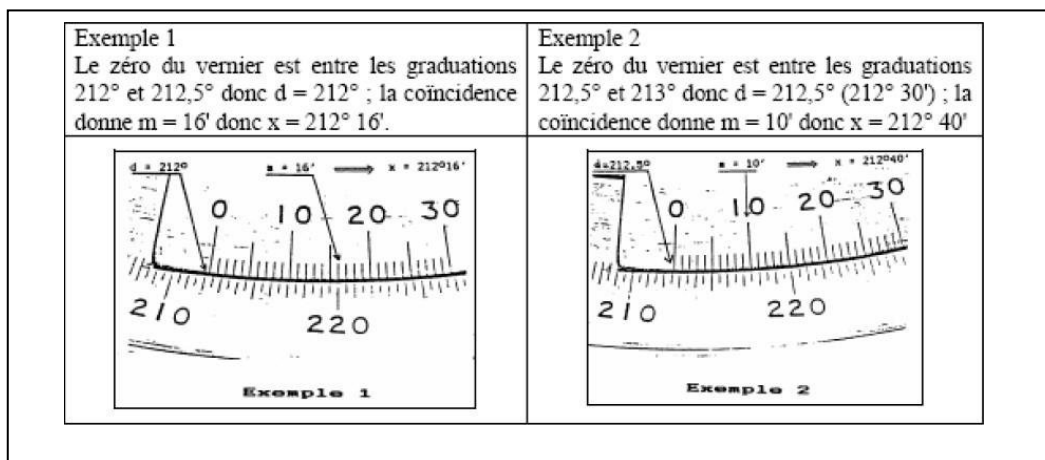 Exemple 1
Le zéro du vernier est entre les graduations
212° et 212,5° donc d = 212° ; la coïncidence
donne m = 16' donc x = 212° 16'.
Exemple 2
Le zéro du vernier est entre les graduations
212,5° et 213° donc d = 212,5° (212° 30') ; la
coïncidence donne m = 10' donc x = 212° 40'
d = 212° m = 16' x = 212°16'
0 10 20 30
210 220
Exemple 1
d=212.5° m = 10' x = 212°40'
0 10 20 30
210 220
Exemple 2